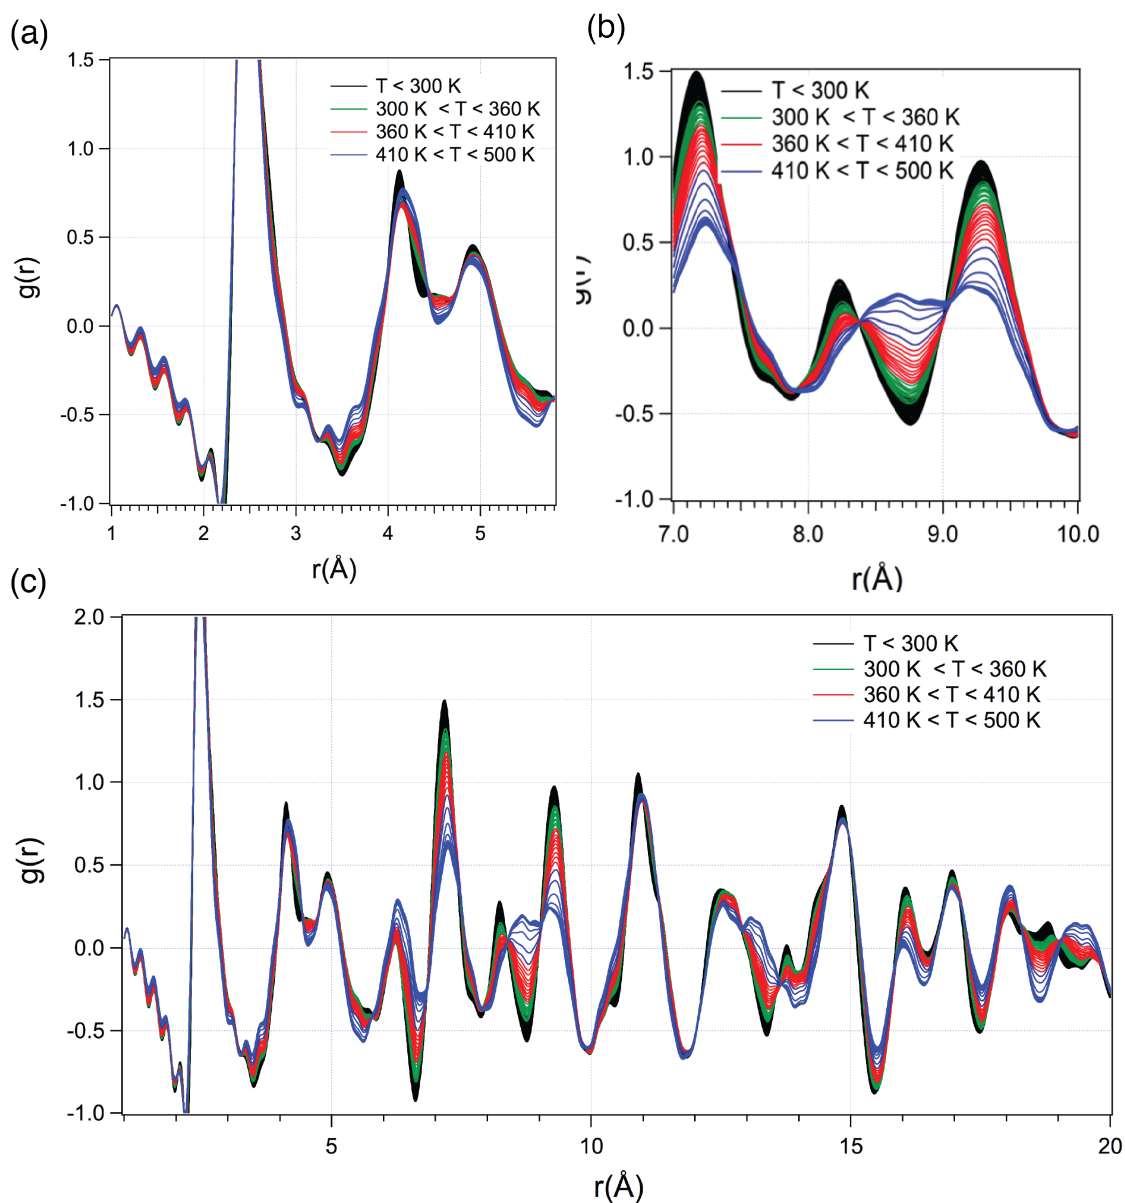 (a)
1.5
1.0
0.5
0.0
-0.5
-1.0
g(r)
T < 300 K
300 K < T < 360 K
360 K < T < 410 K
410 K < T < 500 K
1 2 3 4 5
r(Å)
(b)
1.5
1.0
0.5
0.0
-0.5
-1.0
g(r)
T < 300 K
300 K < T < 360 K
360 K < T < 410 K
410 K < T < 500 K
7.0 8.0 9.0 10.0
r(Å)
(c)
2.0
1.5
1.0
0.5
0.0
-0.5
-1.0
g(r)
T < 300 K
300 K < T < 360 K
360 K < T < 410 K
410 K < T < 500 K
5 10 15 20
r(Å)